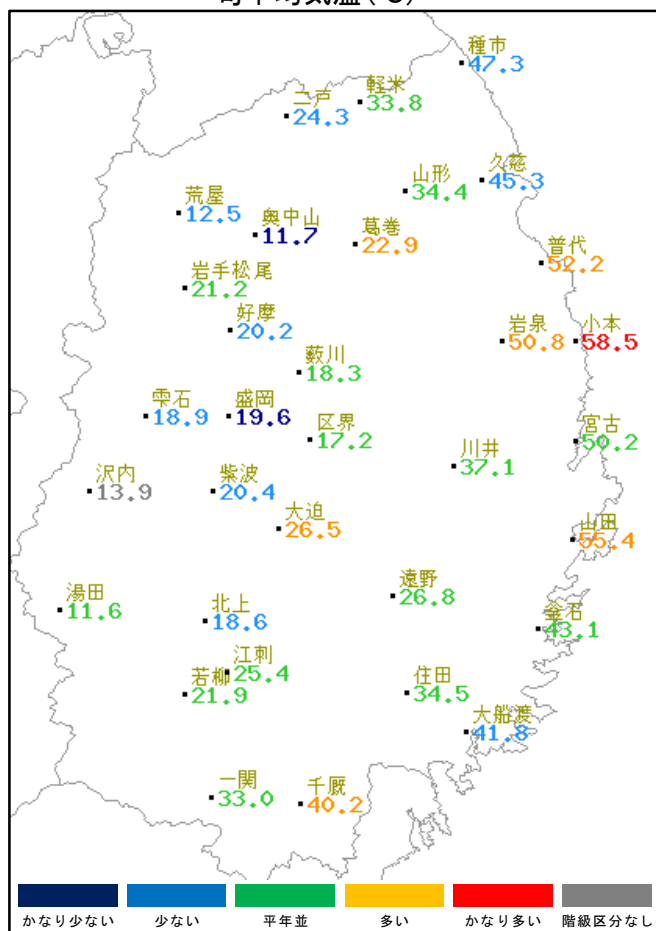 種市
47.3
軽米
33.8
二戸
24.3
久慈
45.3
山形
34.4
荒屋
12.5
奥中山
11.7
葛巻
22.9
普代
52.2
岩手松尾
21.2
好摩
20.2
岩泉
50.8
小本
58.5
薮川
18.3
雫石
18.9
盛岡
19.6
区界
17.2
宮古
50.2
川井
37.1
沢内
13.9
紫波
20.4
大迫
26.5
山田
55.4
湯田
11.6
遠野
26.8
北上
18.6
釜石
43.1
江刺
25.4
若柳
21.9
住田
34.5
大船渡
41.8
一関
33.0
千厩
40.2
かなり少ない 少ない 平年並 多い かなり多い 階級区分なし